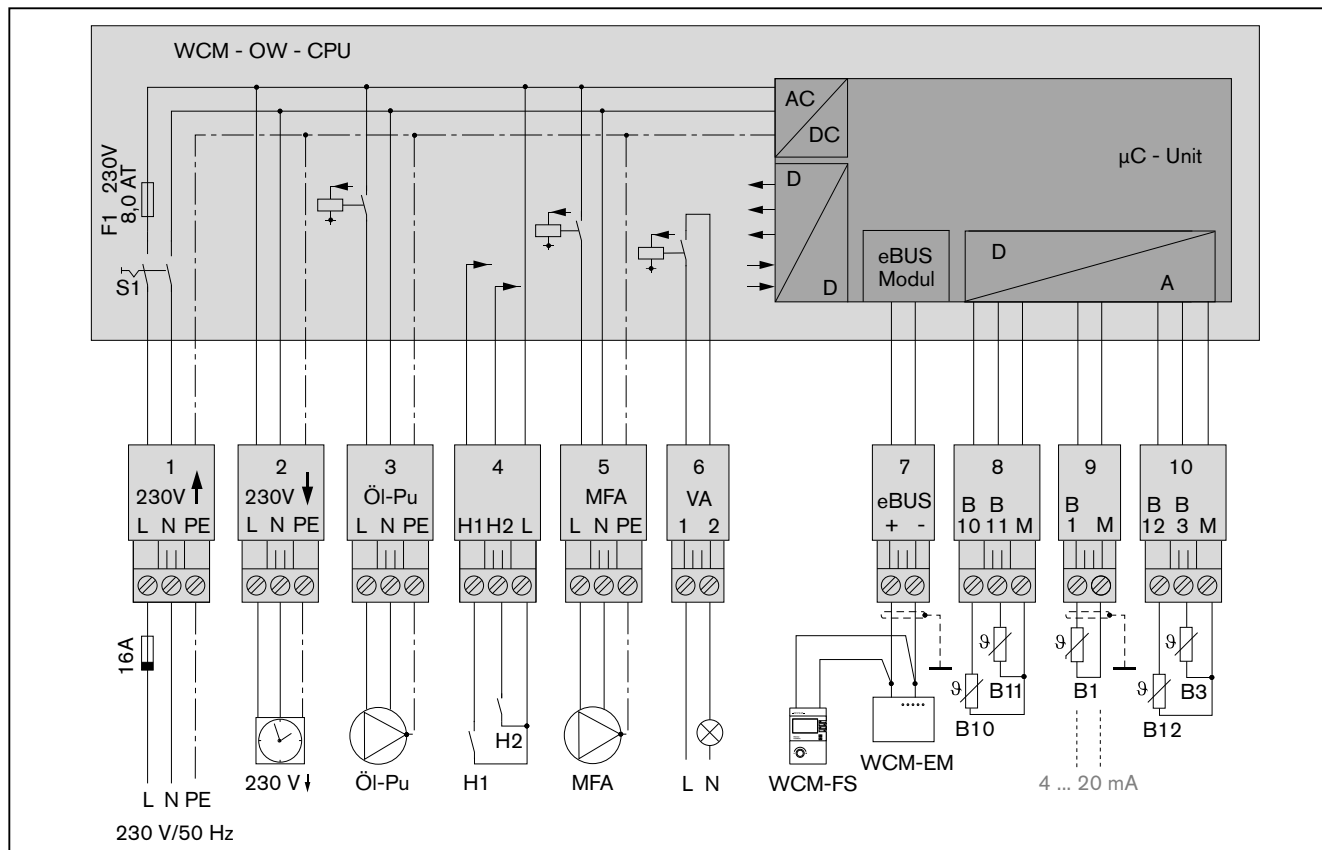 WCM - OW - CPU
AC
DC
µC - Unit
F1 230V
8,0 AT
S1
D
D
eBUS
Modul
D
A
1
230V
L N PE
2
230V
L N PE
3
Öl-Pu
L N PE
4
H1 H2 L
5
MFA
L N PE
6
VA
1 2
7
eBUS
+ -
8
B B
10 11 M
9
B
1 M
10
B B
12 3 M
16A
L N PE
230 V/50 Hz
230 V
Öl-Pu
H1
H2
MFA
L N
WCM-FS
WCM-EM
ϑ
B10
ϑ
B11
ϑ
B1
4 ... 20 mA
ϑ
B12
ϑ
B3